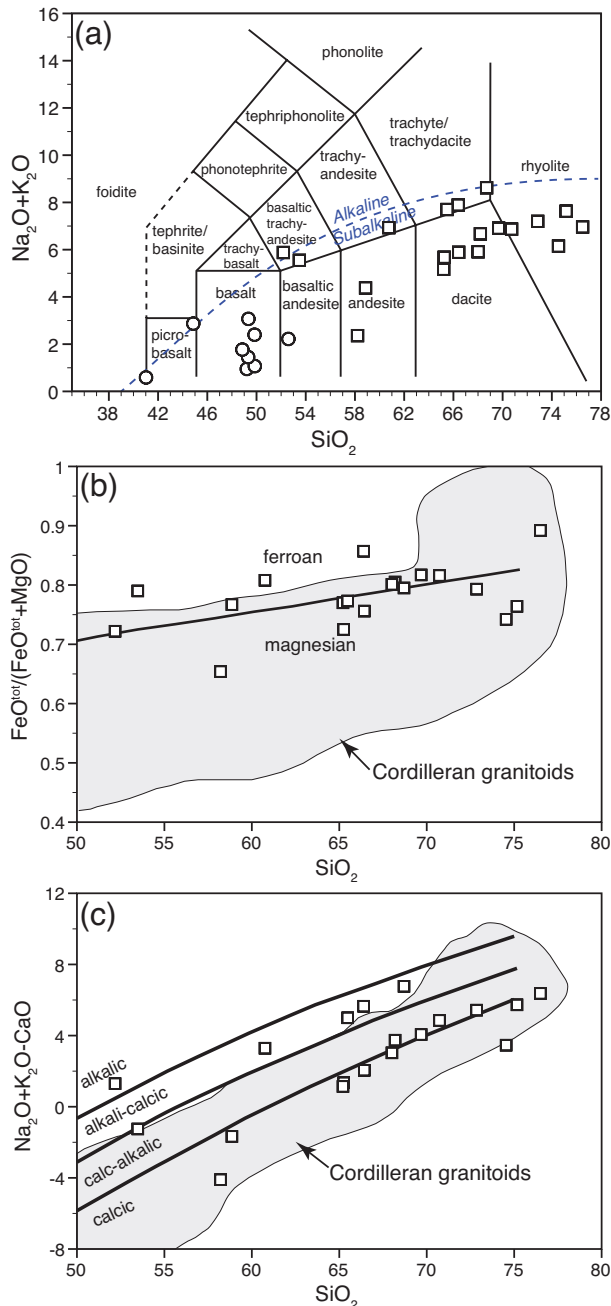 (a)
16
14
12
10
8
6
4
2
0
Na₂O+K₂O
phonolite
tephriphonolite
trachyte/
trachydacite
phonotephrite
trachy-
andesite
rhyolite
foidite
basaltic
trachy-
andesite
Alkaline
Subalkaline
tephrite/
basinite
trachy-
basalt
basalt
basaltic
andesite
andesite
dacite
picro-
basalt
38 42 46 50 54 58 62 66 70 74 78
SiO₂
(b)
1
0.9
0.8
0.7
0.6
0.5
0.4
FeOᵗᵒᵗ/(FeOᵗᵒᵗ+MgO)
ferroan
magnesian
Cordilleran granitoids
50 55 60 65 70 75 80
SiO₂
(c)
12
8
4
0
-4
-8
Na₂O+K₂O-CaO
alkalic
alkali-calcic
calc-alkalic
calcic
Cordilleran granitoids
50 55 60 65 70 75 80
SiO₂